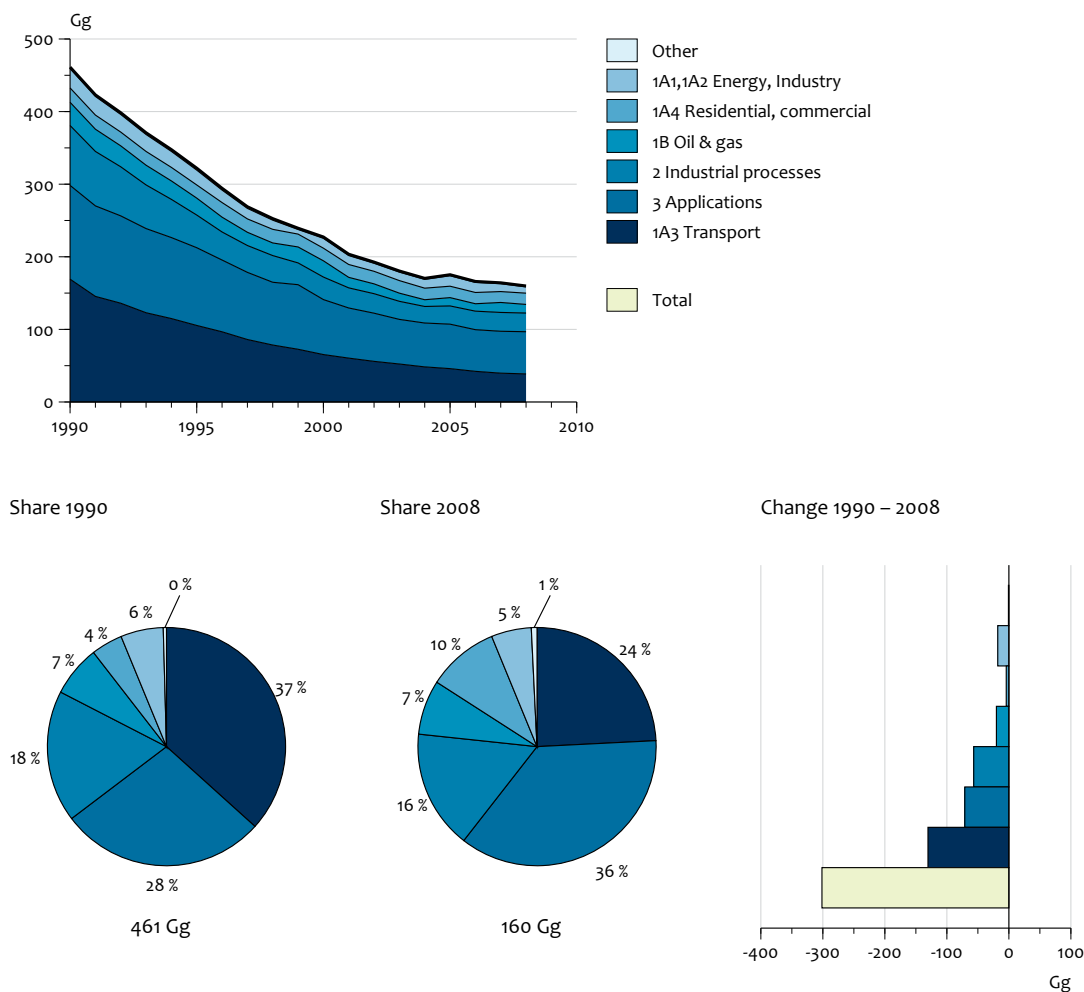 Gg
500
400
300
200
100
0
1990
1995
2000
2005
2010
Other
1A1,1A2 Energy, Industry
1A4 Residential, commercial
1B Oil & gas
2 Industrial processes
3 Applications
1A3 Transport
Total
Share 1990
0 %
6 %
4 %
7 %
37 %
18 %
28 %
461 Gg
Share 2008
1 %
5 %
10 %
24 %
7 %
16 %
36 %
160 Gg
Change 1990 – 2008
-400
-300
-200
-100
0
100
Gg